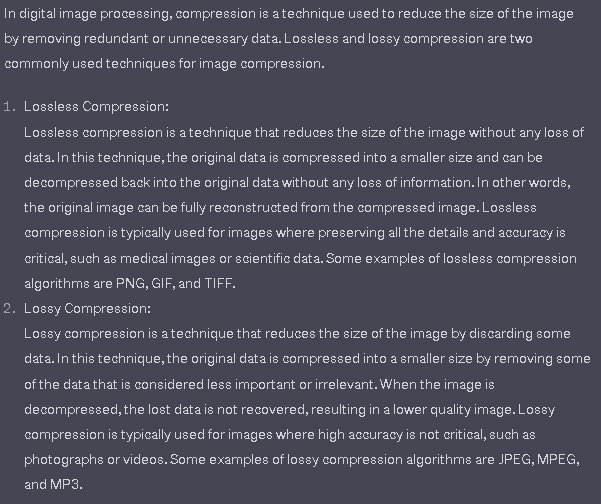 In digital image processing, compression is a technique used to reduce the size of the image
by removing redundant or unnecessary data. Lossless and lossy compression are two
commonly used techniques for image compression.
1. Lossless Compression:
Lossless compression is a technique that reduces the size of the image without any loss of
data. In this technique, the original data is compressed into a smaller size and can be
decompressed back into the original data without any loss of information. In other words,
the original image can be fully reconstructed from the compressed image. Lossless
compression is typically used for images where preserving all the details and accuracy is
critical, such as medical images or scientific data. Some examples of lossless compression
algorithms are PNG, GIF, and TIFF.
2. Lossy Compression:
Lossy compression is a technique that reduces the size of the image by discarding some
data. In this technique, the original data is compressed into a smaller size by removing some
of the data that is considered less important or irrelevant. When the image is
decompressed, the lost data is not recovered, resulting in a lower quality image. Lossy
compression is typically used for images where high accuracy is not critical, such as
photographs or videos. Some examples of lossy compression algorithms are JPEG, MPEG,
and MP3.